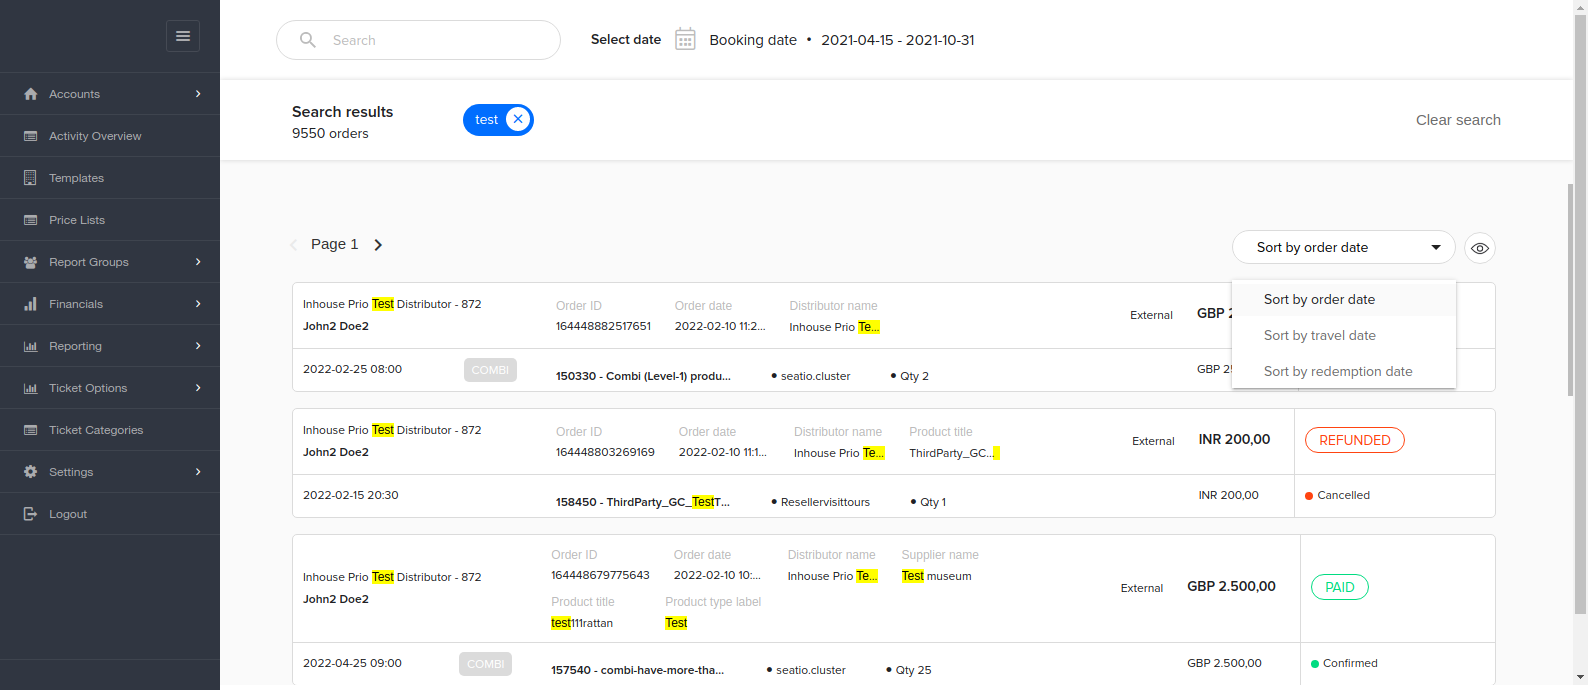 Search
Select date
Booking date • 2021-04-15 - 2021-10-31
Accounts
Activity Overview
Templates
Price Lists
Report Groups
Financials
Reporting
Ticket Options
Ticket Categories
Settings
Logout
Search results
9550 orders
test
Clear search
Page 1
Sort by order date
Sort by order date
Sort by travel date
Sort by redemption date
Inhouse Prio Test Distributor - 872
John2 Doe2
Order ID
164448882517651
Order date
2022-02-10 11:2...
Distributor name
Inhouse Prio Te...
External
GBP 2
2022-02-25 08:00
COMBI
150330 - Combi (Level-1) produ...
• seatio.cluster
• Qty 2
GBP 25
Inhouse Prio Test Distributor - 872
John2 Doe2
Order ID
164448803269169
Order date
2022-02-10 11:1...
Distributor name
Inhouse Prio Te...
Product title
ThirdParty_GC...
External
INR 200,00
REFUNDED
2022-02-15 20:30
158450 - ThirdParty_GC_TestT...
• Resellervisittours
• Qty 1
INR 200,00
Cancelled
Inhouse Prio Test Distributor - 872
John2 Doe2
Order ID
164448679775643
Order date
2022-02-10 10:...
Distributor name
Inhouse Prio Te...
Supplier name
Test museum
Product title
test111rattan
Product type label
Test
External
GBP 2.500,00
PAID
2022-04-25 09:00
COMBI
157540 - combi-have-more-tha...
• seatio.cluster
• Qty 25
GBP 2.500,00
Confirmed